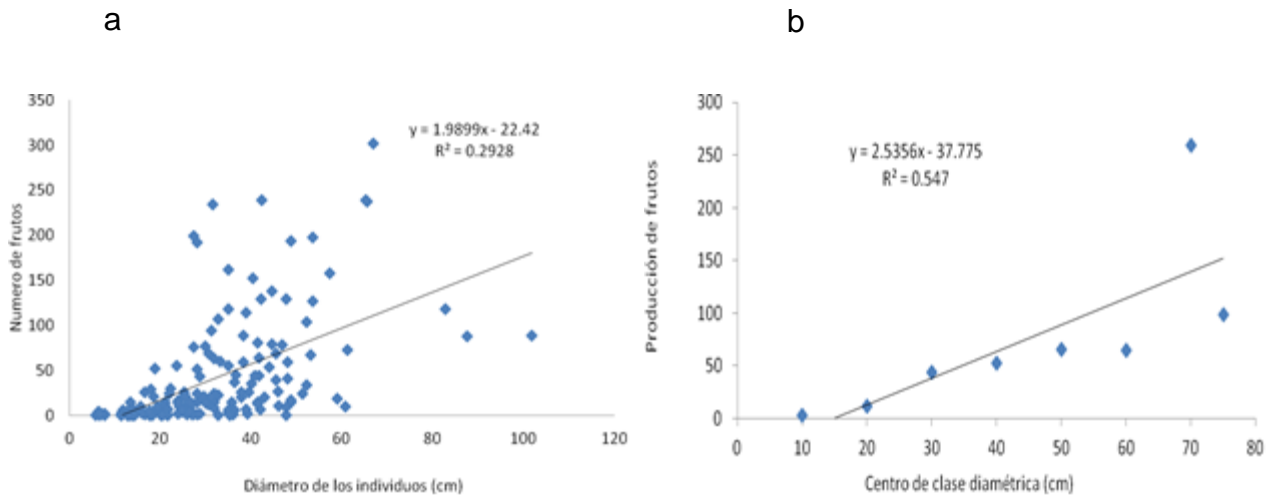 a
350
300
250
200
150
100
50
0
0 20 40 60 80 100 120
Numero de frutos
Diámetro de los individuos (cm)
y = 1.9899x - 22.42
R² = 0.2928
b
300
250
200
150
100
50
0
0 10 20 30 40 50 60 70 80
Producción de frutos
Centro de clase diamétrica (cm)
y = 2.5356x - 37.775
R² = 0.547